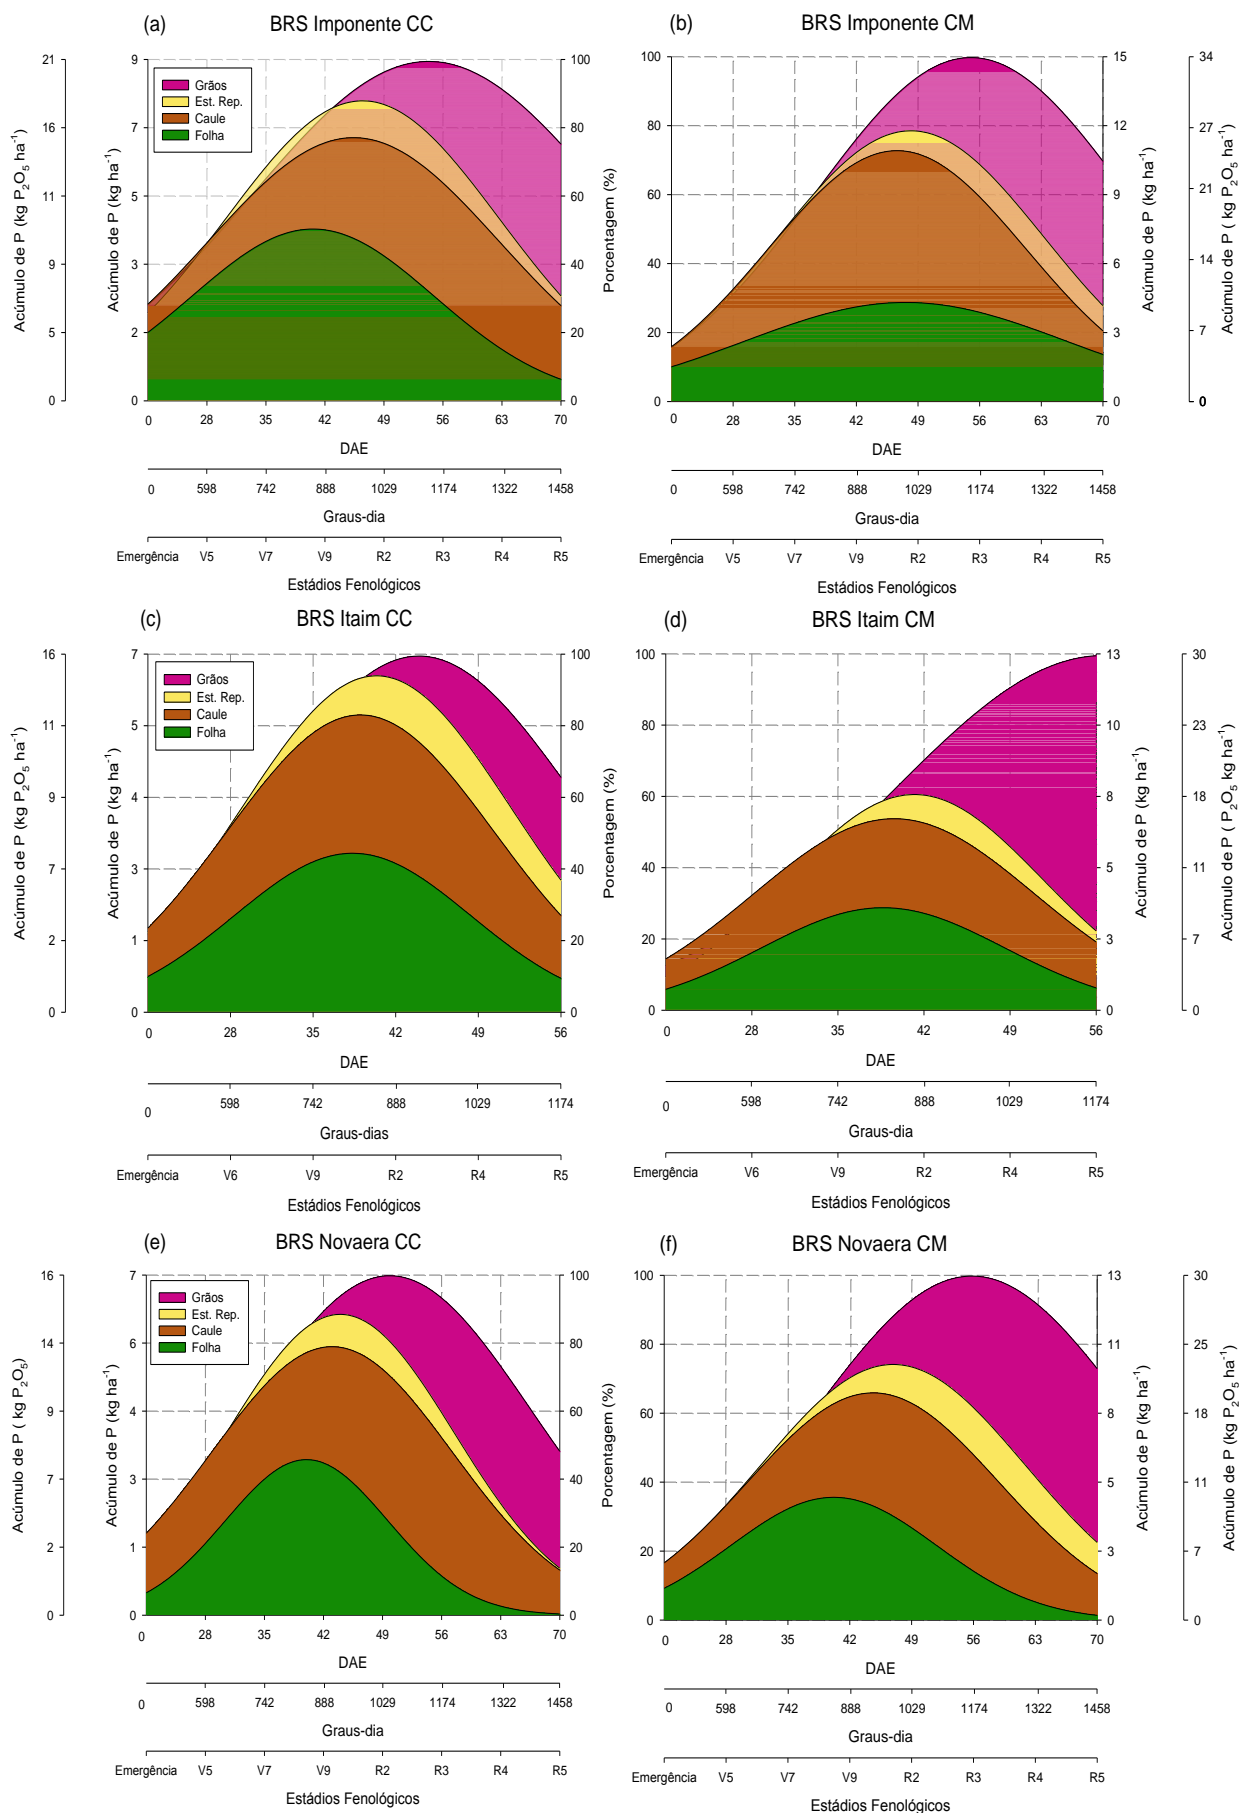 (a) BRS Imponente CC
Acúmulo de P (kg P2O5 ha-1)
21
16
11
9
5
0
Acúmulo de P (kg ha-1)
9
7
5
3
2
0
Grãos
Est. Rep.
Caule
Folha
100
80
60
40
20
0
Porcentagem (%)
0 28 35 42 49 56 63 70
DAE
0 598 742 888 1029 1174 1322 1458
Graus-dia
Emergência V5 V7 V9 R2 R3 R4 R5
Estádios Fenológicos
(b) BRS Imponente CM
100
80
60
40
20
0
15
12
9
6
3
0
Acúmulo de P (kg ha-1)
34
27
21
14
7
0
Acúmulo de P ( kg P2O5 ha-1)
0 28 35 42 49 56 63 70
DAE
0 598 742 888 1029 1174 1322 1458
Graus-dia
Emergência V5 V7 V9 R2 R3 R4 R5
Estádios Fenológicos
(c) BRS Itaim CC
Acúmulo de P (kg P2O5 ha-1)
16
11
9
7
2
0
Acúmulo de P (kg ha-1)
7
5
4
3
1
0
Grãos
Est. Rep.
Caule
Folha
100
80
60
40
20
0
Porcentagem (%)
0 28 35 42 49 56
DAE
0 598 742 888 1029 1174
Graus-dias
Emergência V6 V9 R2 R4 R5
Estádios Fenológicos
(d) BRS Itaim CM
100
80
60
40
20
0
13
10
8
5
3
0
Acúmulo de P (kg ha-1)
30
23
18
11
7
0
Acúmulo de P ( P2O5 kg ha-1)
0 28 35 42 49 56
DAE
0 598 742 888 1029 1174
Graus-dia
Emergência V6 V9 R2 R4 R5
Estádios Fenológicos
(e) BRS Novaera CC
Acúmulo de P ( kg P2O5)
16
14
9
7
2
0
Acúmulo de P (kg ha-1)
7
6
4
3
1
0
Grãos
Est. Rep.
Caule
Folha
100
80
60
40
20
0
Porcentagem (%)
0 28 35 42 49 56 63 70
DAE
0 598 742 888 1029 1174 1322 1458
Graus-dia
Emergência V5 V7 V9 R2 R3 R4 R5
Estádios Fenológicos
(f) BRS Novaera CM
100
80
60
40
20
0
13
11
8
5
3
0
Acúmulo de P (kg ha-1)
30
25
18
11
7
0
Acúmulo de P (kg P2O5 ha-1)
0 28 35 42 49 56 63 70
DAE
0 598 742 888 1029 1174 1322 1458
Graus-dia
Emergência V5 V7 V9 R2 R3 R4 R5
Estádios Fenológicos